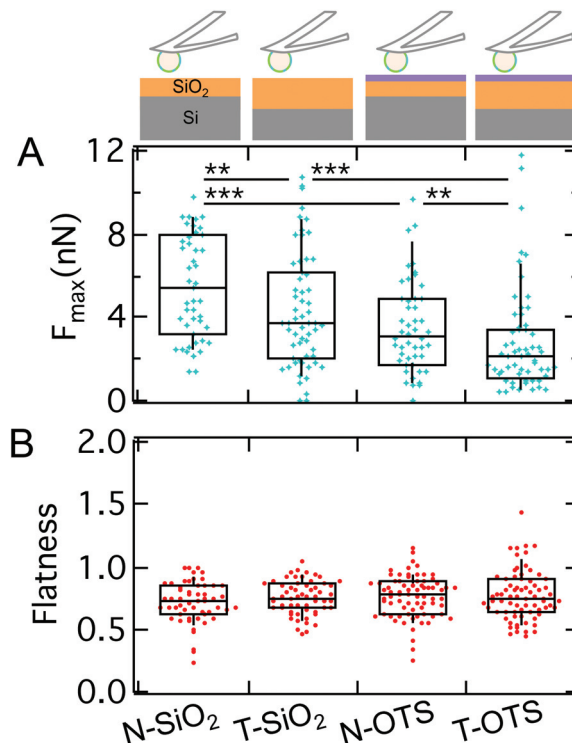 SiO₂
Si
A
12
8
4
0
F_max(nN)
** ***
*** **
B
2.0
1.5
1.0
0.5
0.0
Flatness
N-SiO₂ T-SiO₂ N-OTS T-OTS